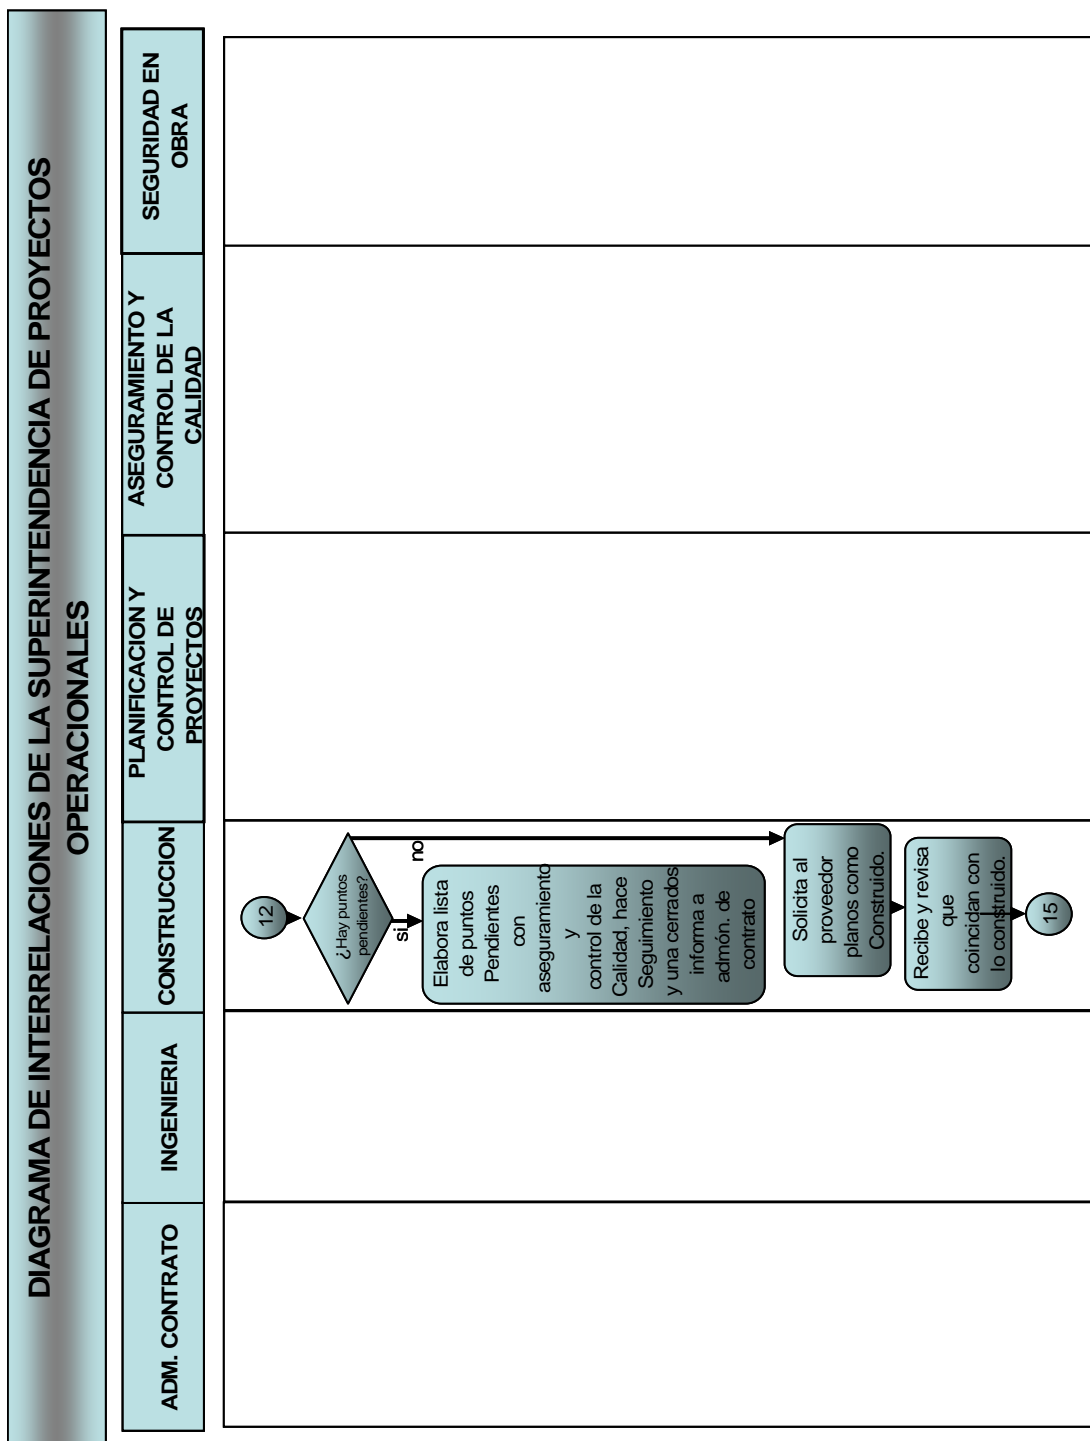 DIAGRAMA DE INTERRELACIONES DE LA SUPERINTENDENCIA DE PROYECTOS
OPERACIONALES
ADM. CONTRATO
INGENIERIA
CONSTRUCCION
PLANIFICACION Y
CONTROL DE
PROYECTOS
ASEGURAMIENTO Y
CONTROL DE LA
CALIDAD
SEGURIDAD EN
OBRA
12
¿Hay puntos
pendientes?
si
no
Elabora lista
de puntos
Pendientes
con
aseguramiento
y
control de la
Calidad, hace
Seguimiento
y una cerrados
informa a
admón. de
contrato
Solicita al
proveedor
planos como
Construido.
Recibe y revisa
que
coincidan con
lo construido.
15